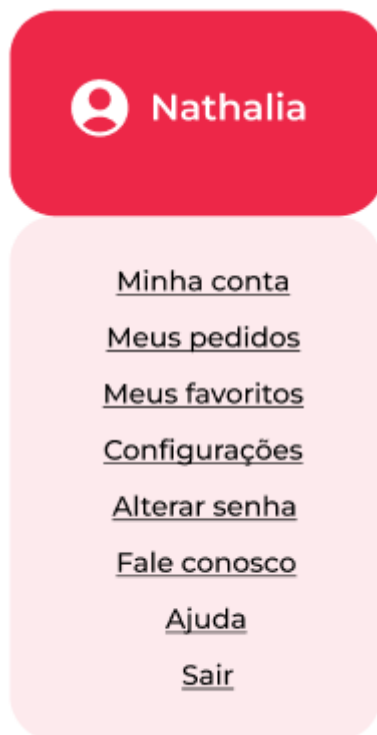 Nathalia
Minha conta
Meus pedidos
Meus favoritos
Configurações
Alterar senha
Fale conosco
Ajuda
Sair